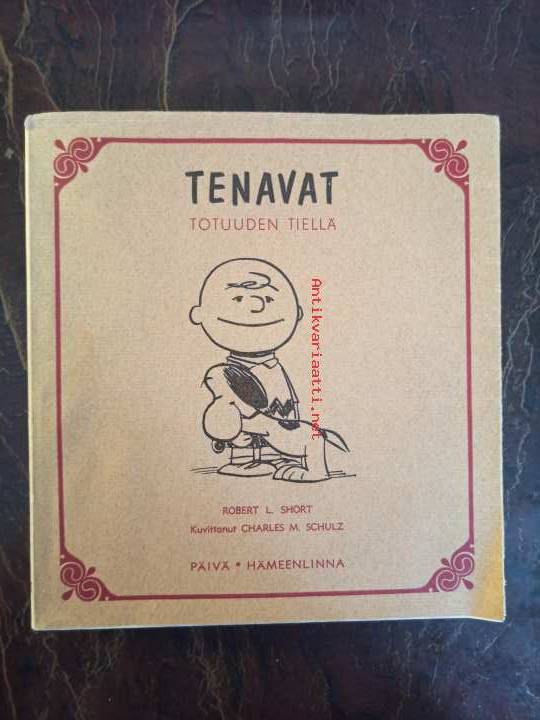 TENAVAT
TOTUUDEN TIELLÄ
Antikvariaatti.net
ROBERT L. SHORT
Kuvittanut CHARLES M. SCHULZ
PÄIVÄ * HÄMEENLINNA